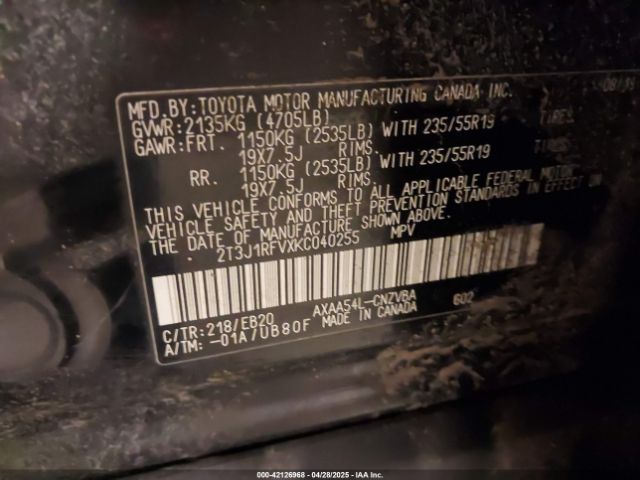 MFD.BY:TOYOTA MOTOR MANUFACTURING CANADA INC.
GVWR:2135KG (4705LB)
GAWR:FRT. 1150KG (2535LB) WITH 235/55R19 TIRES.
19X7.5J RIMS.
RR. 1150KG (2535LB) WITH 235/55R19
19X7.5J RIMS.
THIS VEHICLE CONFORMS TO ALL APPLICABLE FEDERAL MOTOR
VEHICLE SAFETY AND THEFT PREVENTION STANDARDS IN EFFECT ON
THE DATE OF MANUFACTURE SHOWN ABOVE.
2T3J1RFVXKC040255 MPV
C/TR:218/EB20 AXAA54L-CNZVBA G02
A/TM: -01A/UB80F MADE IN CANADA
000-42126968 04/28/2025 IAA Inc.